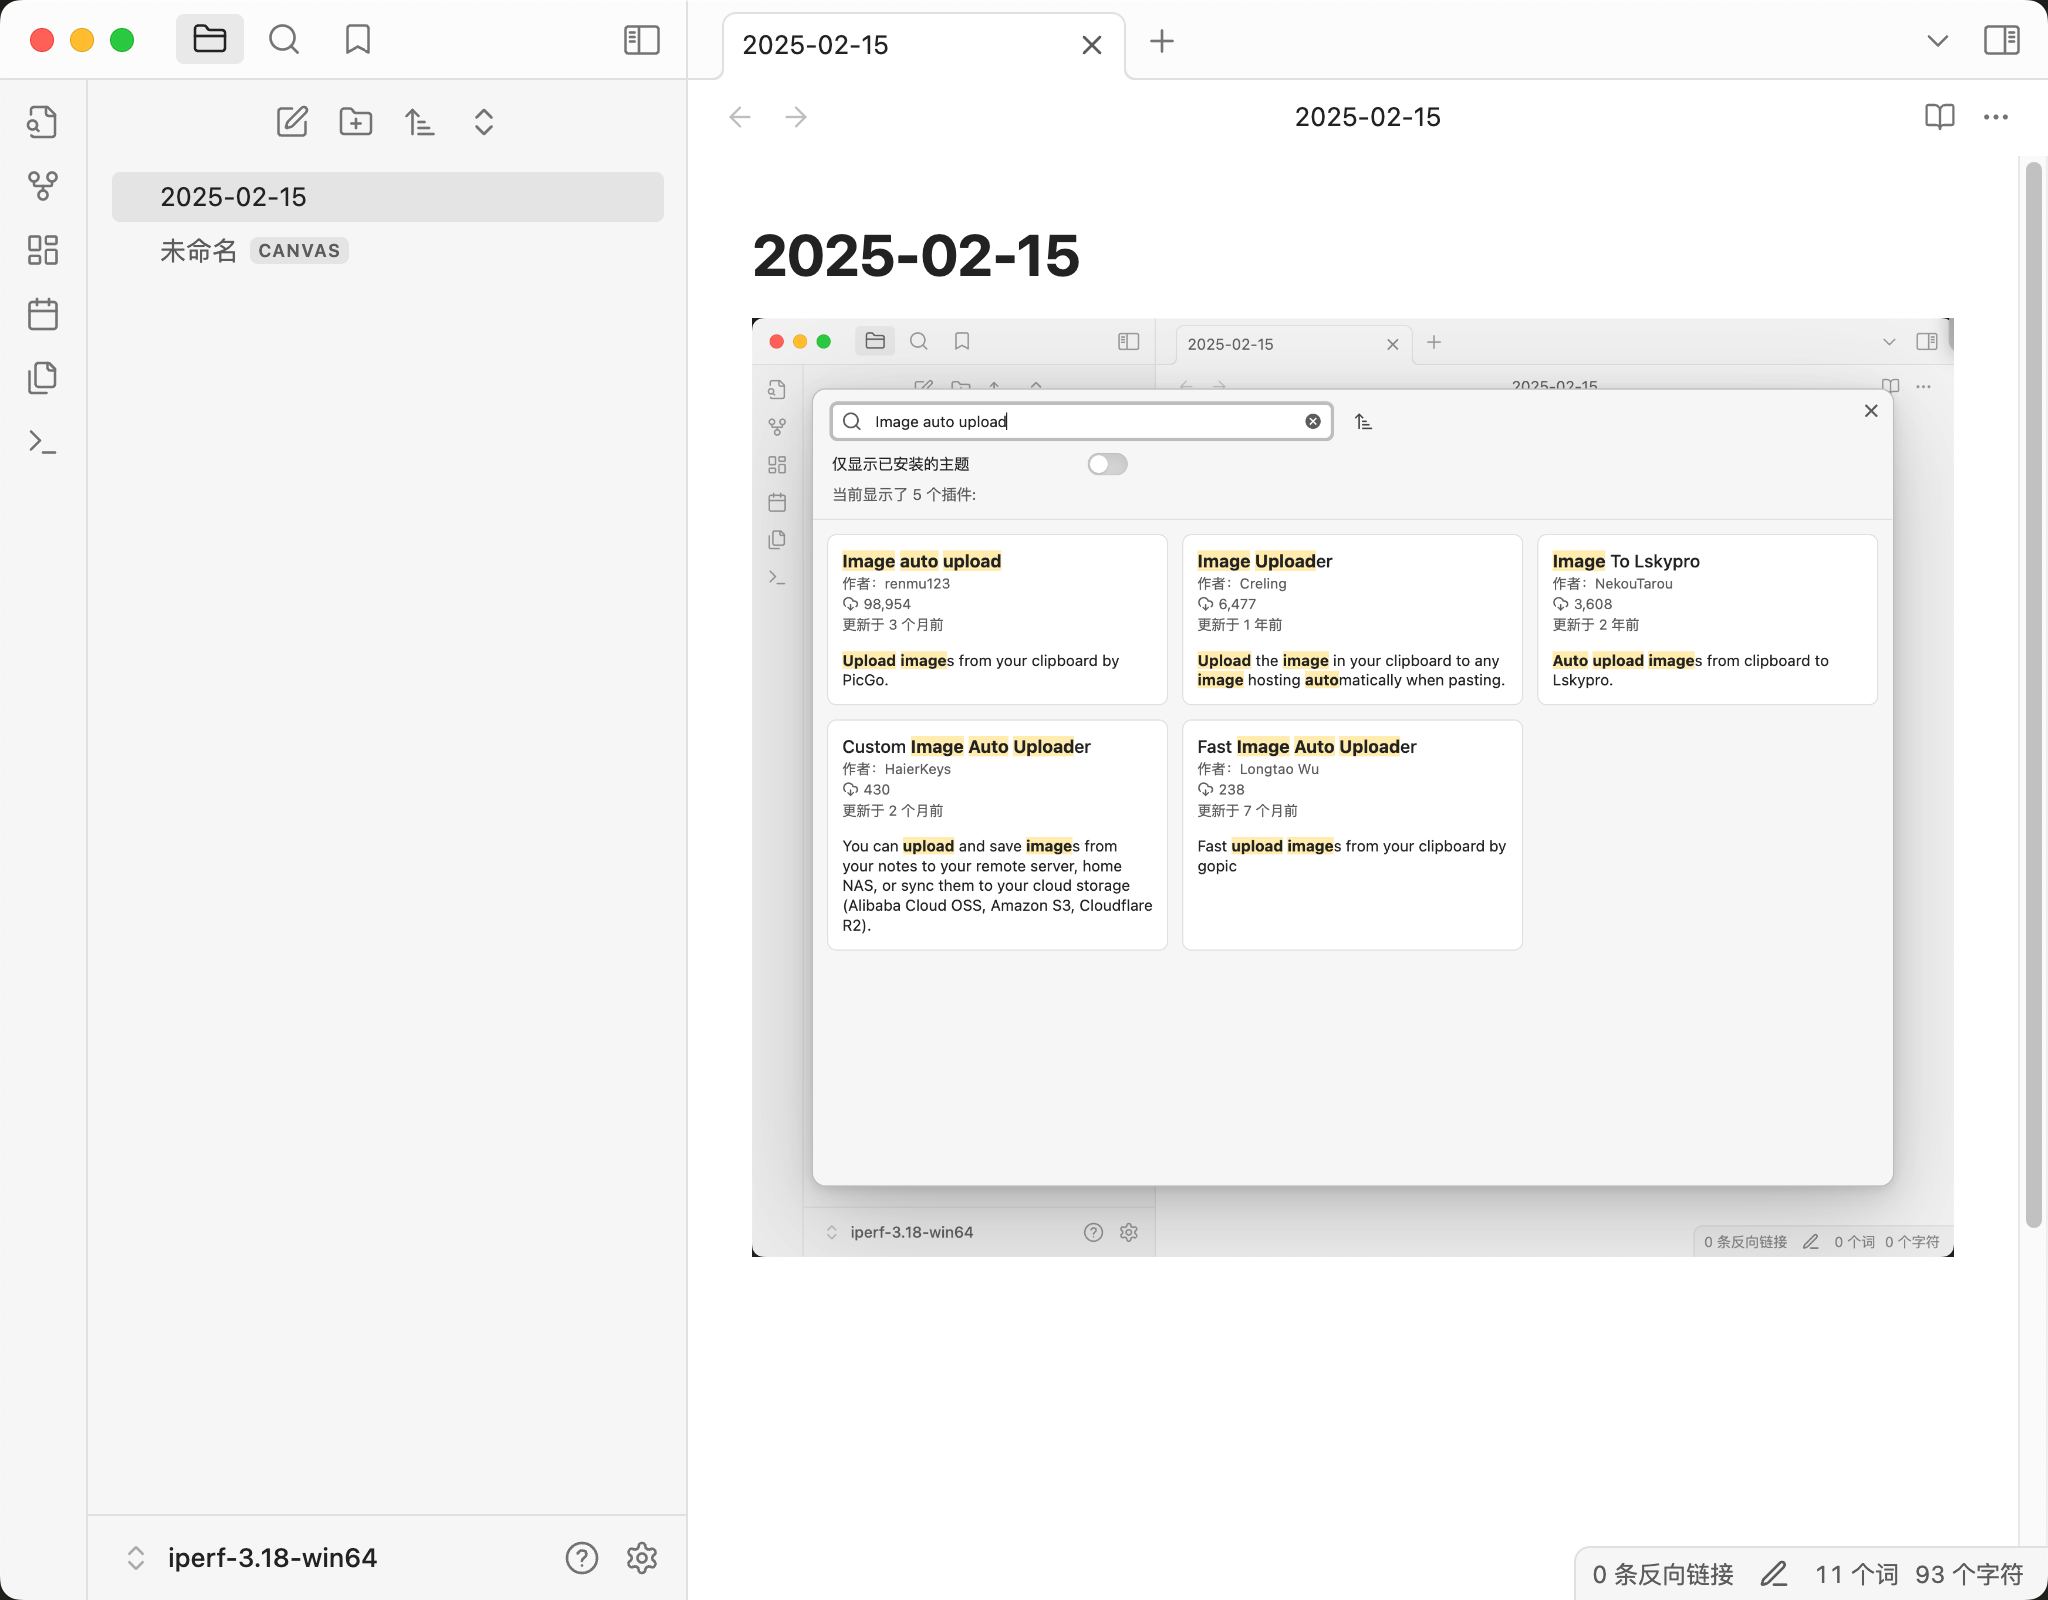 2025-02-15
2025-02-15
2025-02-15
未命名 CANVAS
2025-02-15
2025-02-15
2025-02-15
Image auto upload
仅显示已安装的主题
当前显示了 5 个插件:
Image auto upload
作者：renmu123
98,954
更新于 3 个月前
Upload images from your clipboard by
PicGo.
Image Uploader
作者：Creling
6,477
更新于 1 年前
Upload the image in your clipboard to any
image hosting automatically when pasting.
Image To Lskypro
作者：NekouTarou
3,608
更新于 2 年前
Auto upload images from clipboard to
Lskypro.
Custom Image Auto Uploader
作者：HaierKeys
430
更新于 2 个月前
You can upload and save images from
your notes to your remote server, home
NAS, or sync them to your cloud storage
(Alibaba Cloud OSS, Amazon S3, Cloudflare
R2).
Fast Image Auto Uploader
作者：Longtao Wu
238
更新于 7 个月前
Fast upload images from your clipboard by
gopic
iperf-3.18-win64
0 条反向链接 0 个词 0 个字符
iperf-3.18-win64
0 条反向链接 11 个词 93 个字符